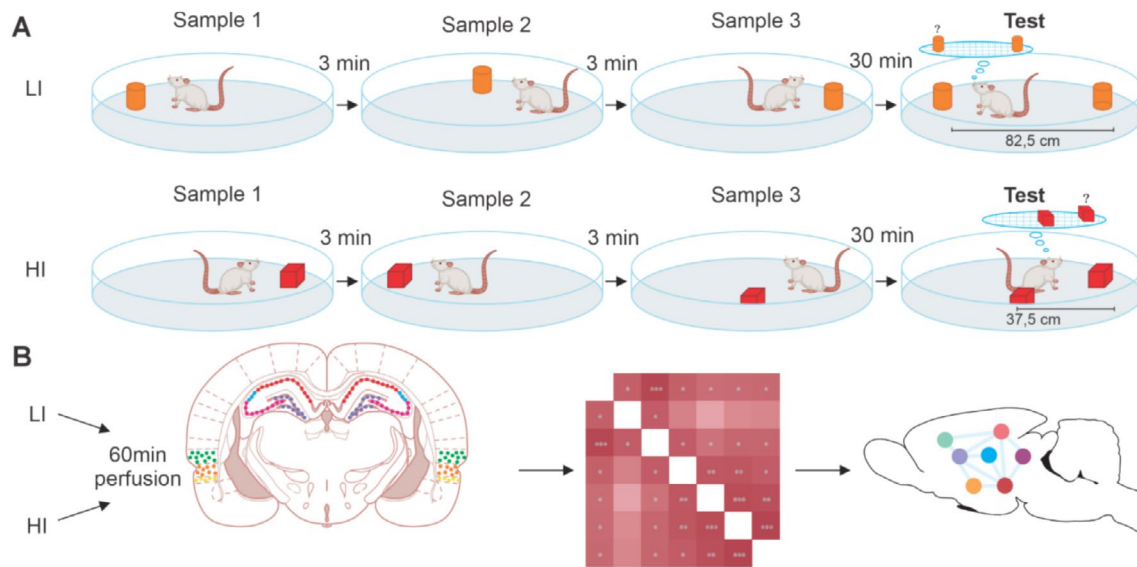 A
Sample 1
Sample 2
Sample 3
Test
LI
3 min
3 min
30 min
?
82,5 cm
Sample 1
Sample 2
Sample 3
Test
HI
3 min
3 min
30 min
?
37,5 cm
B
LI
60min
perfusion
HI